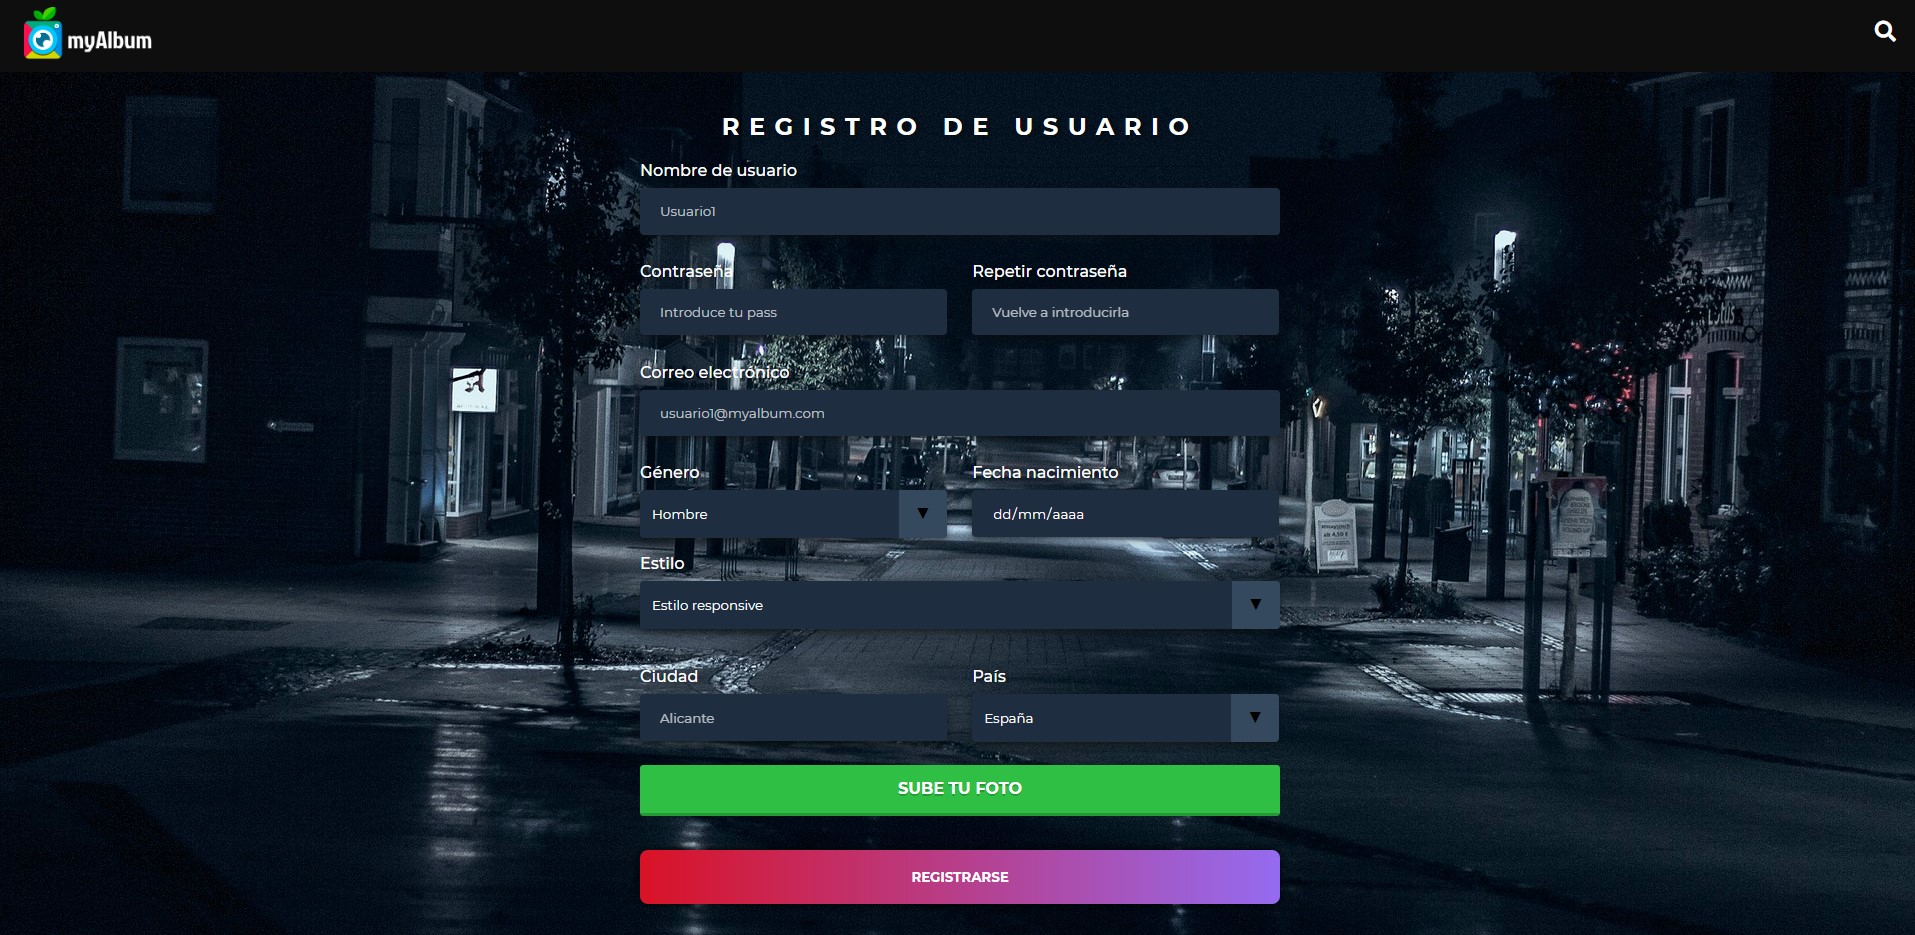 myAlbum
REGISTRO DE USUARIO
Nombre de usuario
Usuario1
Contraseña Repetir contraseña
Introduce tu pass Vuelve a introducirla
Correo electrónico
usuario1@myalbum.com
Género Fecha nacimiento
Hombre dd/mm/aaaa
Estilo
Estilo responsive
Ciudad País
Alicante España
SUBE TU FOTO
REGISTRARSE